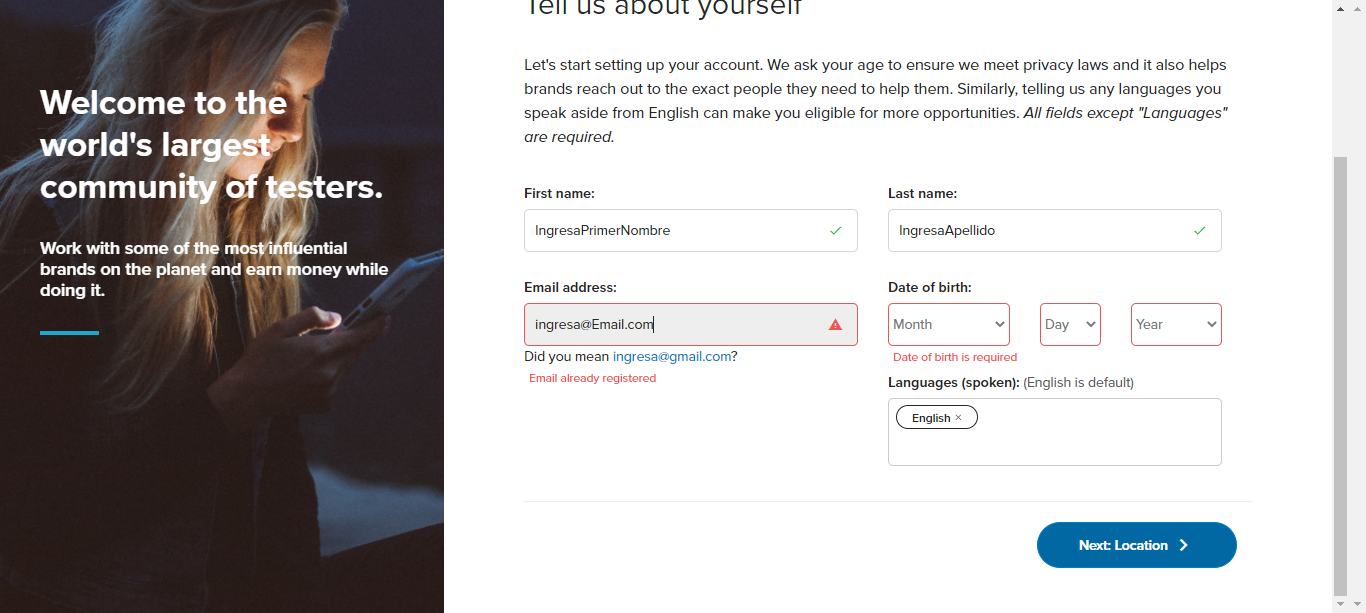 Welcome to the
world's largest
community of testers.
Work with some of the most influential
brands on the planet and earn money while
doing it.
Tell us about yourself
Let's start setting up your account. We ask your age to ensure we meet privacy laws and it also helps
brands reach out to the exact people they need to help them. Similarly, telling us any languages you
speak aside from English can make you eligible for more opportunities. All fields except "Languages"
are required.
First name:
IngresaPrimerNombre
Last name:
IngresaApellido
Email address:
ingresa@Email.com
Did you mean ingresa@gmail.com?
Email already registered
Date of birth:
Month
Day
Year
Date of birth is required
Languages (spoken): (English is default)
English ×
Next: Location